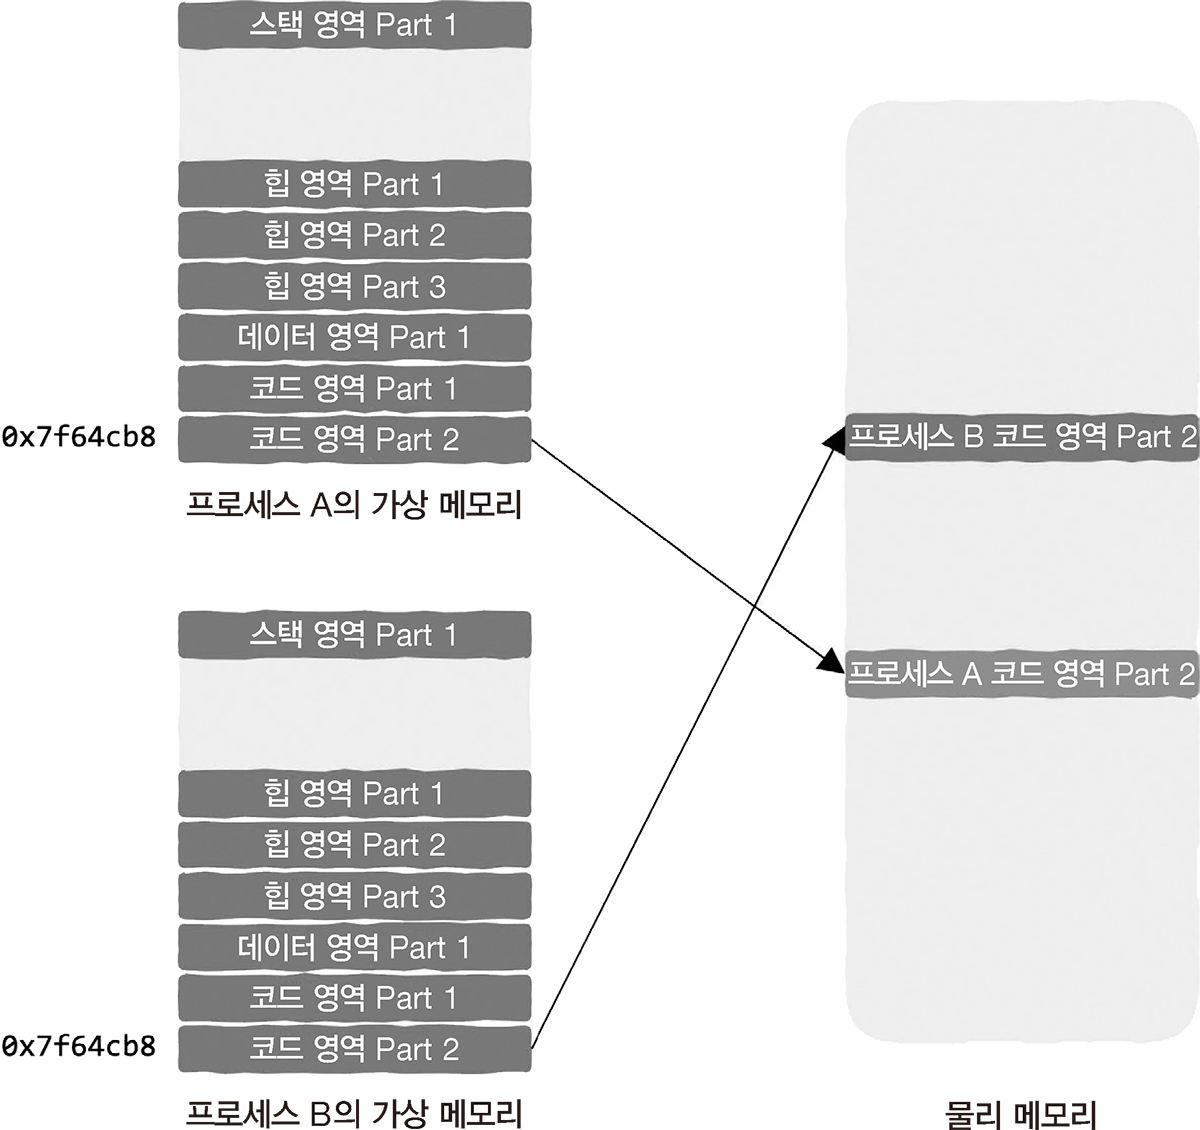 스택 영역 Part 1
힙 영역 Part 1
힙 영역 Part 2
힙 영역 Part 3
데이터 영역 Part 1
코드 영역 Part 1
0x7f64cb8
코드 영역 Part 2
프로세스 A의 가상 메모리
스택 영역 Part 1
힙 영역 Part 1
힙 영역 Part 2
힙 영역 Part 3
데이터 영역 Part 1
코드 영역 Part 1
0x7f64cb8
코드 영역 Part 2
프로세스 B의 가상 메모리
프로세스 B 코드 영역 Part 2
프로세스 A 코드 영역 Part 2
물리 메모리